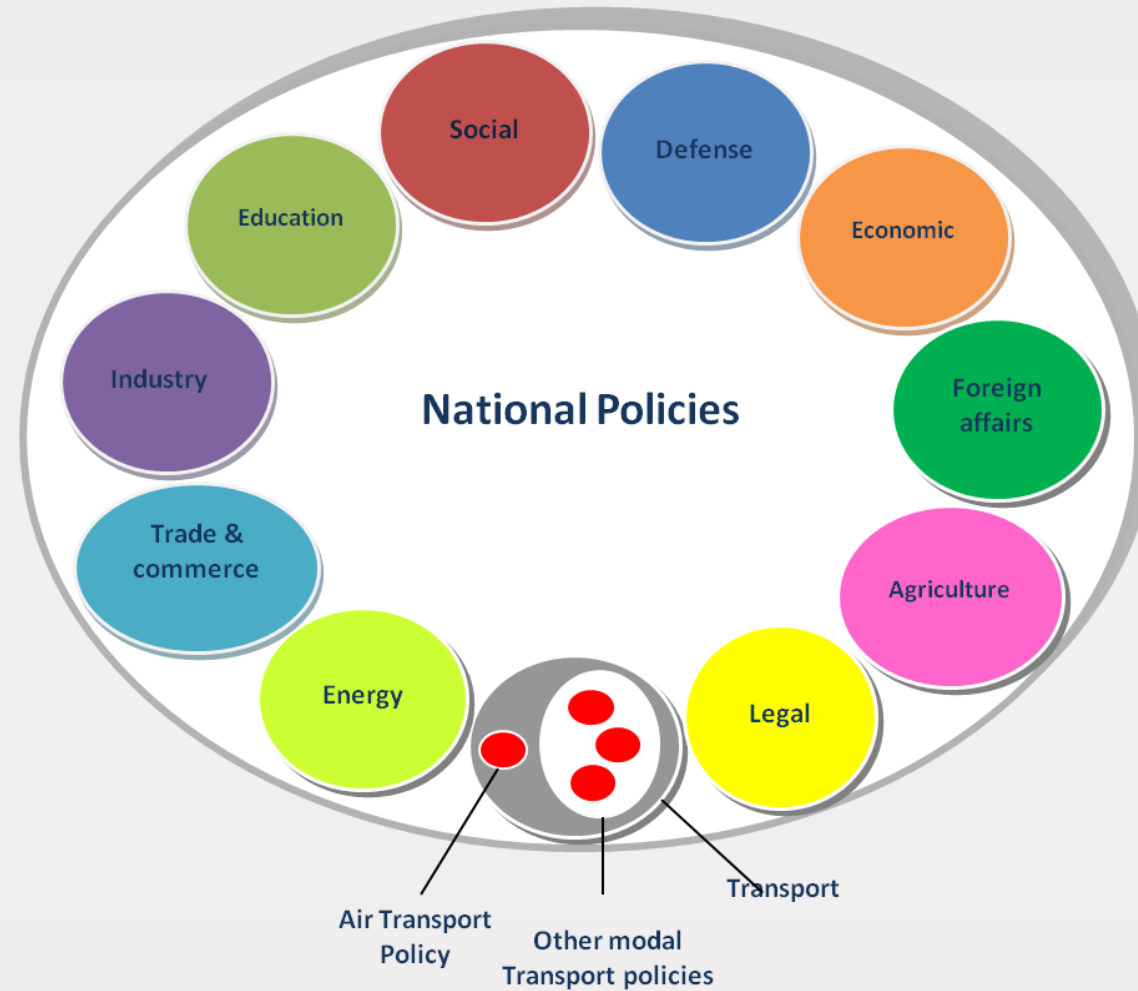 Social
Defense
Education
Economic
Industry
National Policies
Foreign
affairs
Trade &
commerce
Agriculture
Energy
Legal
Transport
Air Transport
Policy
Other modal
Transport policies